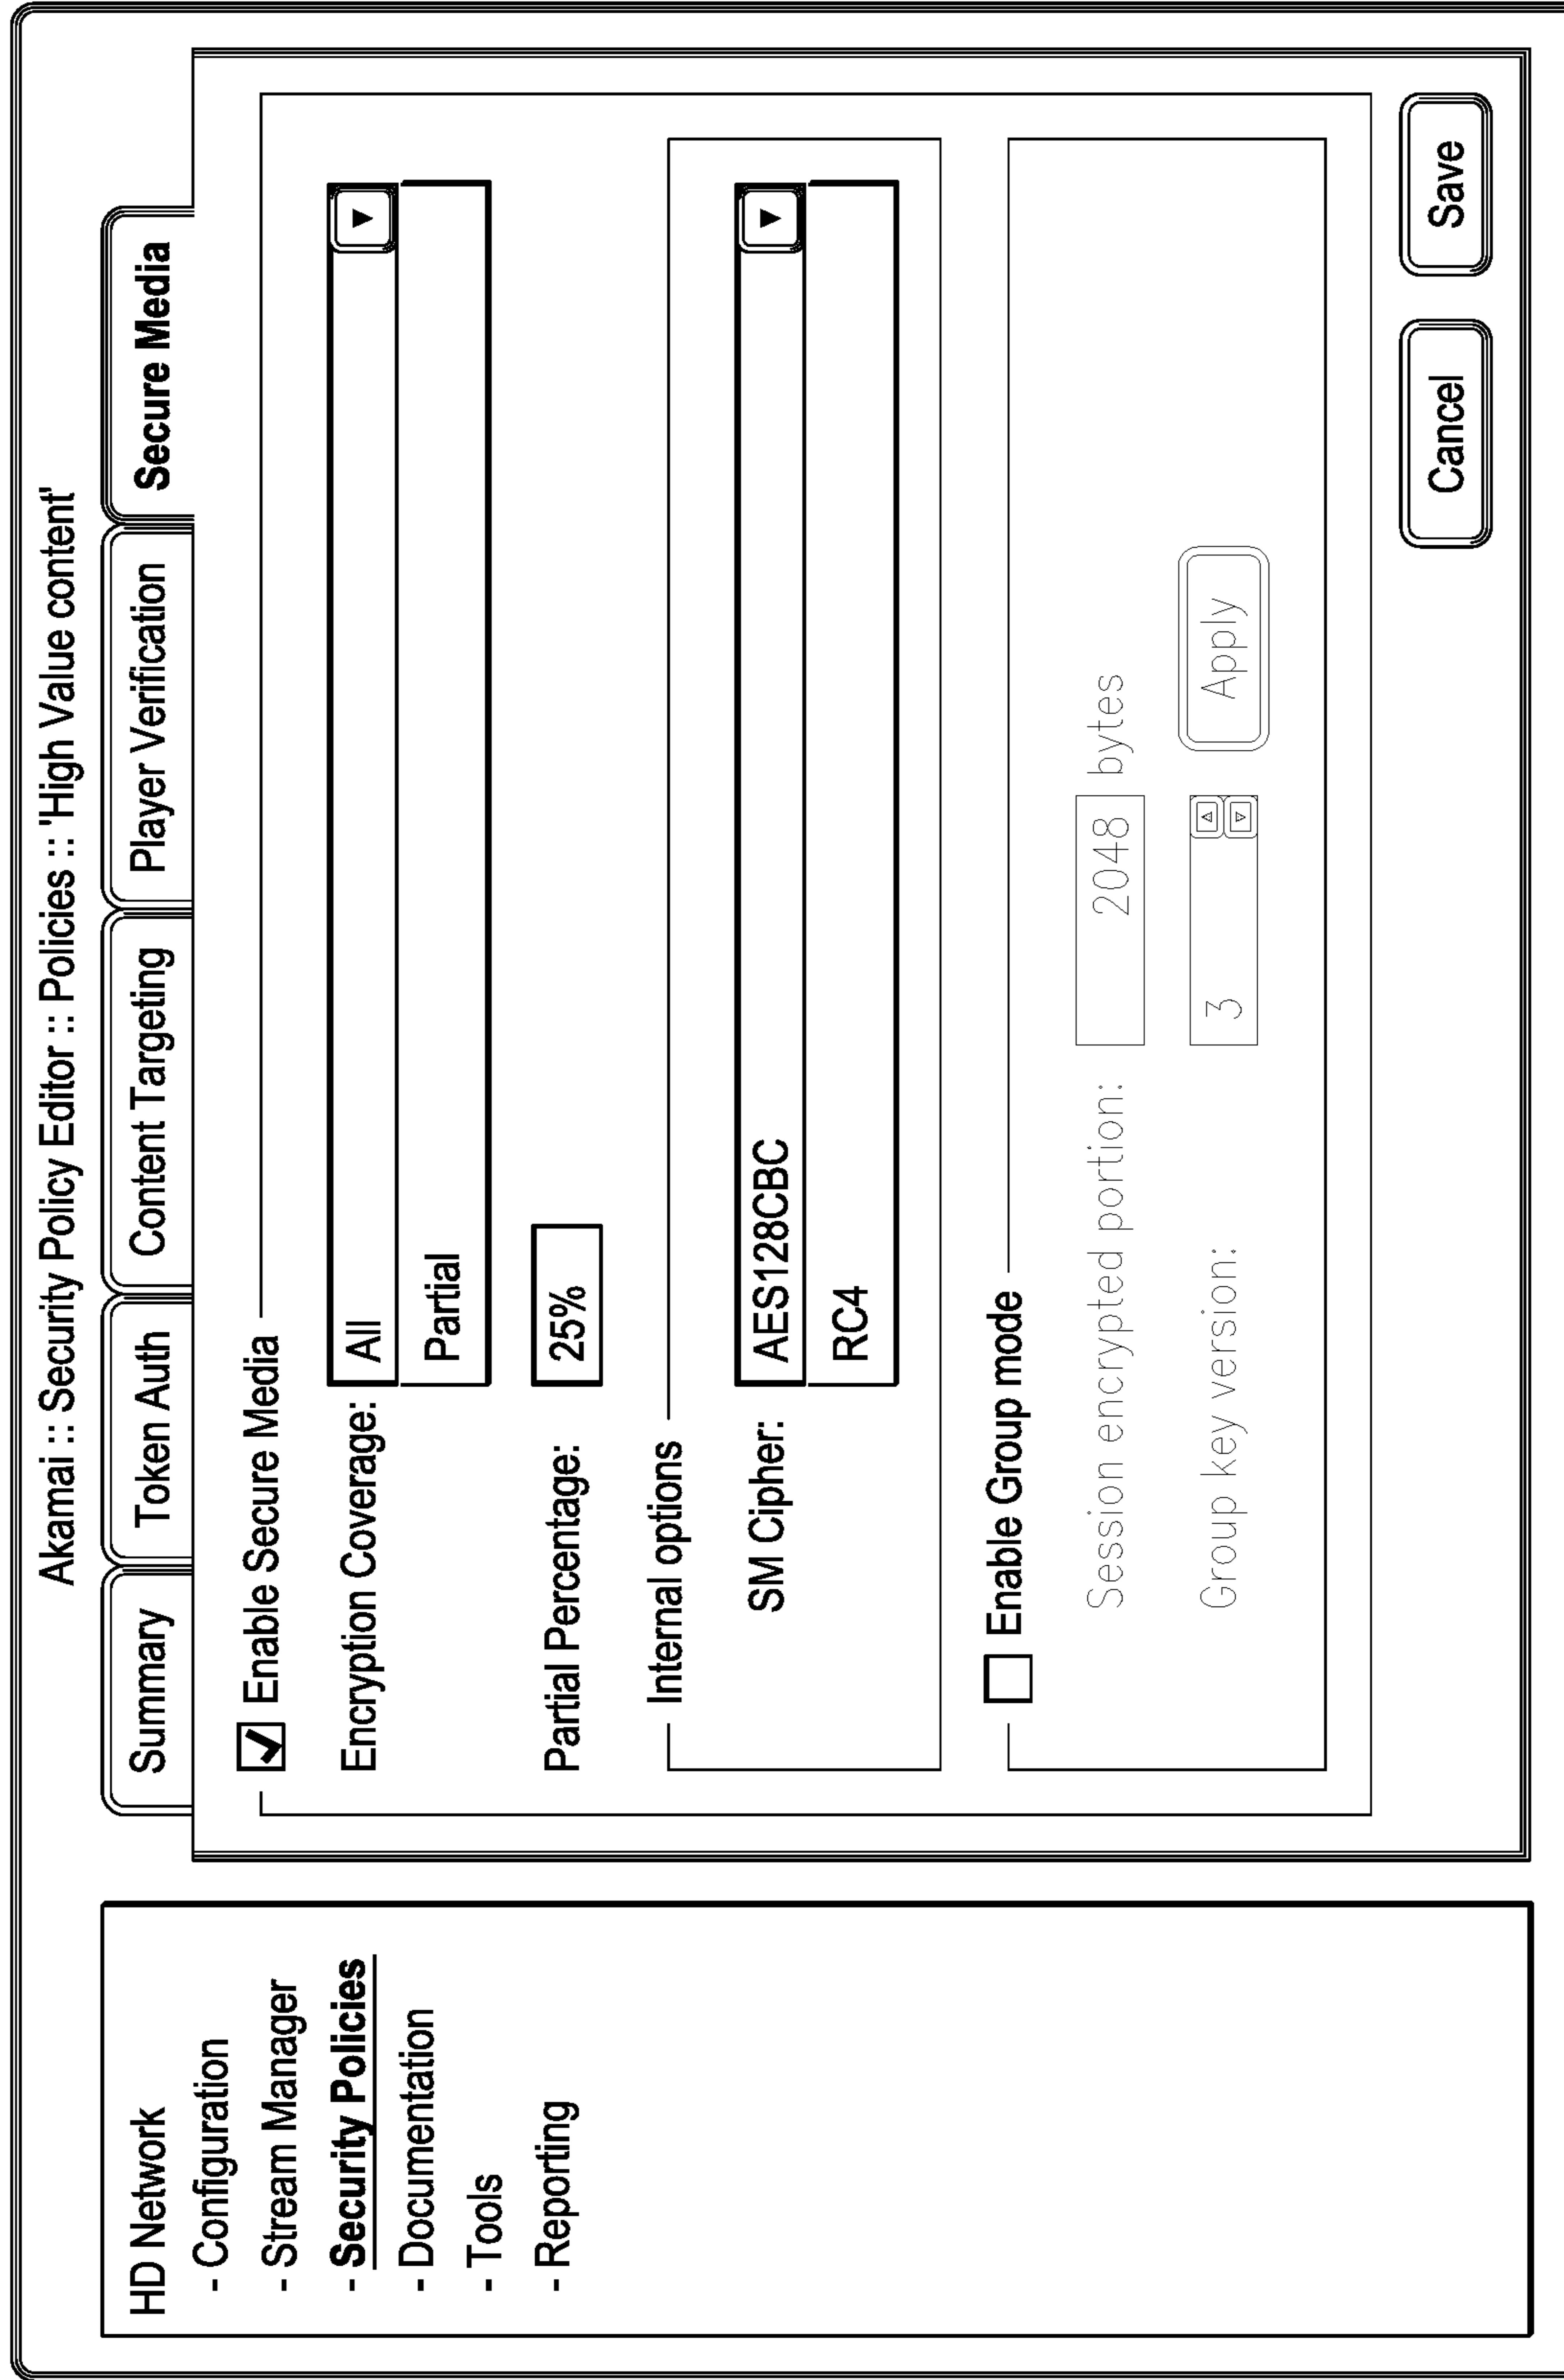 Akamai :: Security Policy Editor :: Policies :: 'High Value content'
HD Network
- Configuration
- Stream Manager
- Security Policies
- Documentation
- Tools
- Reporting
Summary Token Auth Content Targeting Player Verification Secure Media
Enable Secure Media
Encryption Coverage: All
Partial
Partial Percentage: 25%
Internal options
SM Cipher: AES128CBC
RC4
Enable Group mode
Session encrypted portion: 2048 bytes
Group key version: 3 Apply
Cancel Save